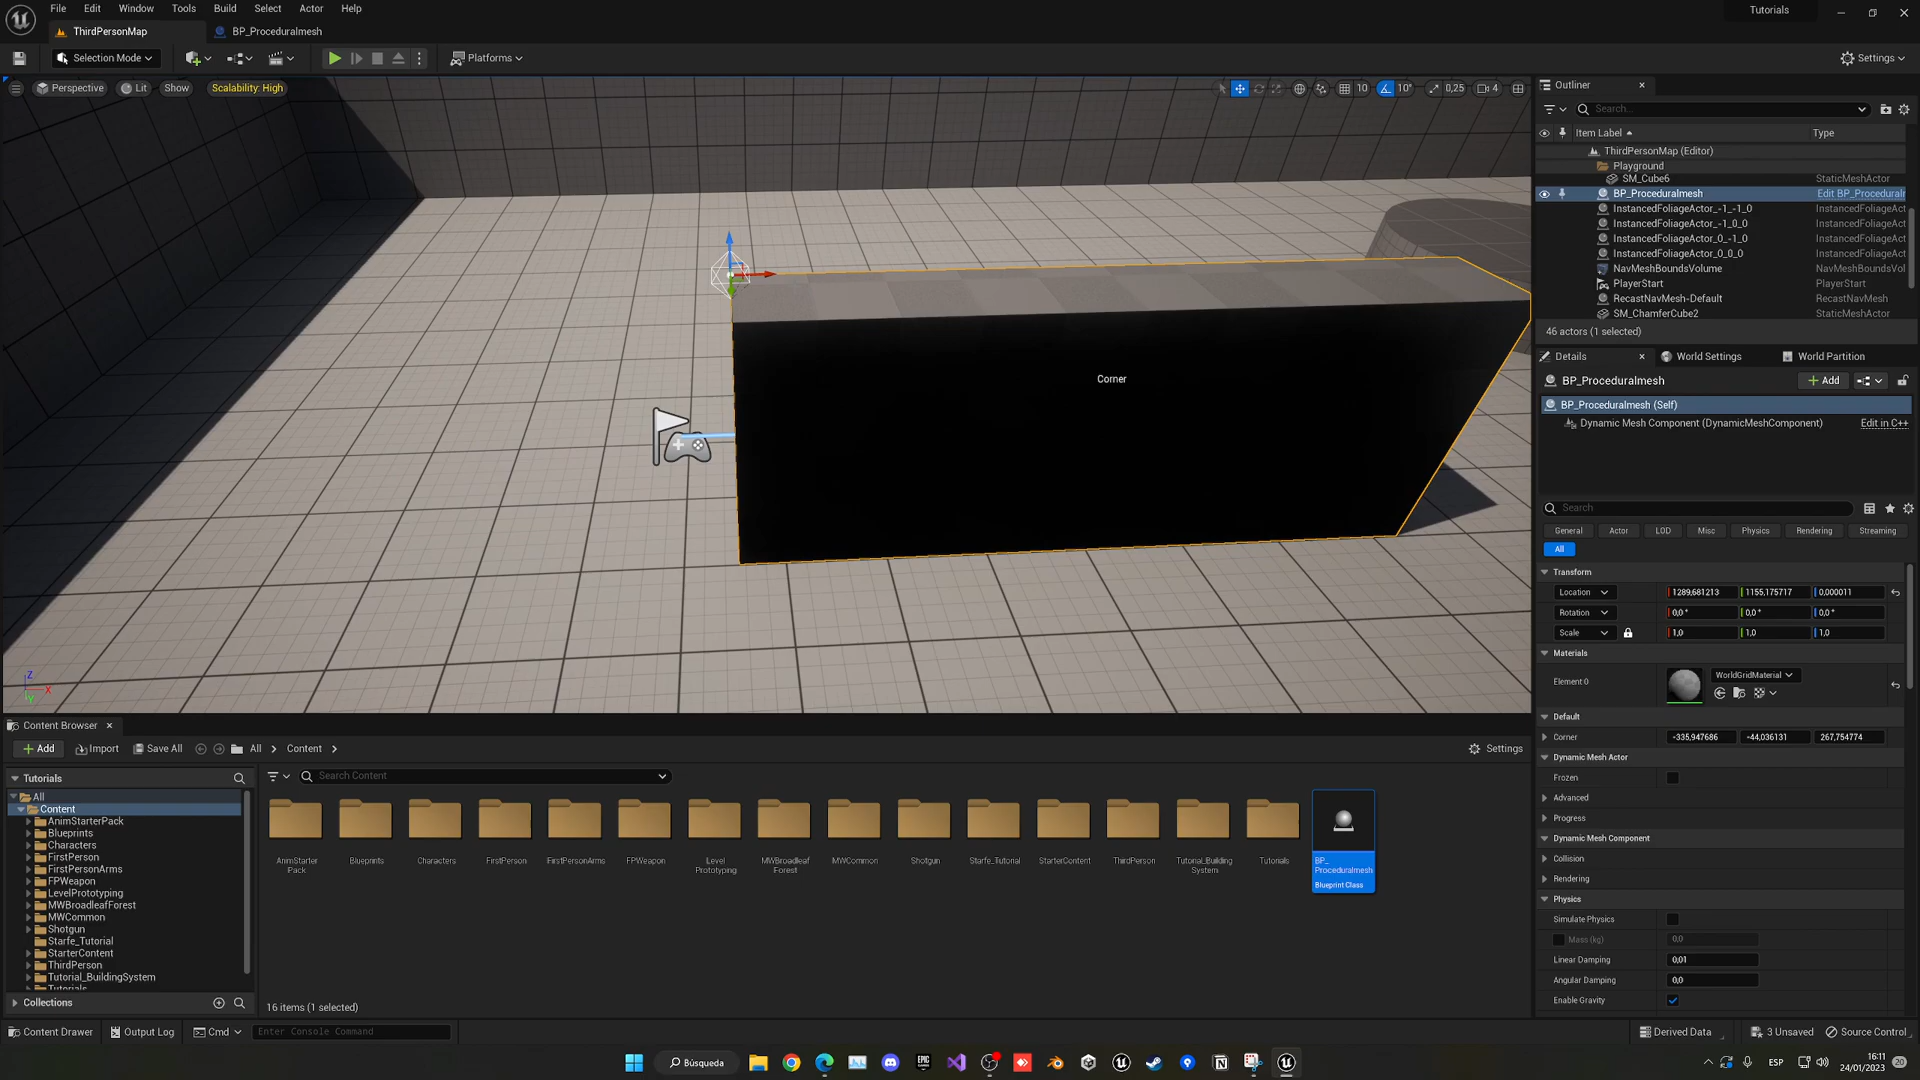 File Edit Window Tools Build Select Actor Help
Tutorials
ThirdPersonMap
BP_Proceduralmesh
Selection Mode
Platforms
Settings
Perspective Lit Show Scalability: High
10 10° 0,25 4
Corner
Z
X
Y
Outliner
Search...
Item Label Type
ThirdPersonMap (Editor)
Playground
SM_Cube6 StaticMeshActor
BP_Proceduralmesh Edit BP_Proceduralr
InstancedFoliageActor_-1_-1_0 InstancedFoliageAct
InstancedFoliageActor_-1_0_0 InstancedFoliageAct
InstancedFoliageActor_0_-1_0 InstancedFoliageAct
InstancedFoliageActor_0_0_0 InstancedFoliageAct
NavMeshBoundsVolume NavMeshBoundsVolu
PlayerStart PlayerStart
RecastNavMesh-Default RecastNavMesh
SM_ChamferCube2 StaticMeshActor
46 actors (1 selected)
Details World Settings World Partition
BP_Proceduralmesh Add
BP_Proceduralmesh (Self)
Dynamic Mesh Component (DynamicMeshComponent) Edit in C++
Search
General Actor LOD Misc Physics Rendering Streaming
All
Transform
Location 1289,681213 1155,175717 0,000011
Rotation 0,0 ° 0,0 ° 0,0 °
Scale 1,0 1,0 1,0
Materials
Element 0 WorldGridMaterial
Default
Corner -335,947686 -44,036131 267,754774
Dynamic Mesh Actor
Frozen
Advanced
Progress
Dynamic Mesh Component
Collision
Rendering
Physics
Simulate Physics
Mass (kg) 0,0
Linear Damping 0,01
Angular Damping 0,0
Enable Gravity
Content Browser
Add Import Save All All Content
Settings
Tutorials
Search Content
All
Content
AnimStarterPack
Blueprints
Characters
FirstPerson
FirstPersonArms
FPWeapon
LevelPrototyping
MWBroadleafForest
MWCommon
Shotgun
Starfe_Tutorial
StarterContent
ThirdPerson
Tutorial_BuildingSystem
Tutorials
Collections
AnimStarter Pack
Blueprints
Characters
FirstPerson
FirstPersonArms
FPWeapon
Level Prototyping
MWBroadleaf Forest
MWCommon
Shotgun
Starfe_Tutorial
StarterContent
ThirdPerson
Tutorial_Building System
Tutorials
BP_ Proceduralmesh
Blueprint Class
16 items (1 selected)
Content Drawer Output Log Cmd Enter Console Command
Derived Data 3 Unsaved Source Control
Búsqueda
ESP
16:11
24/01/2023
20